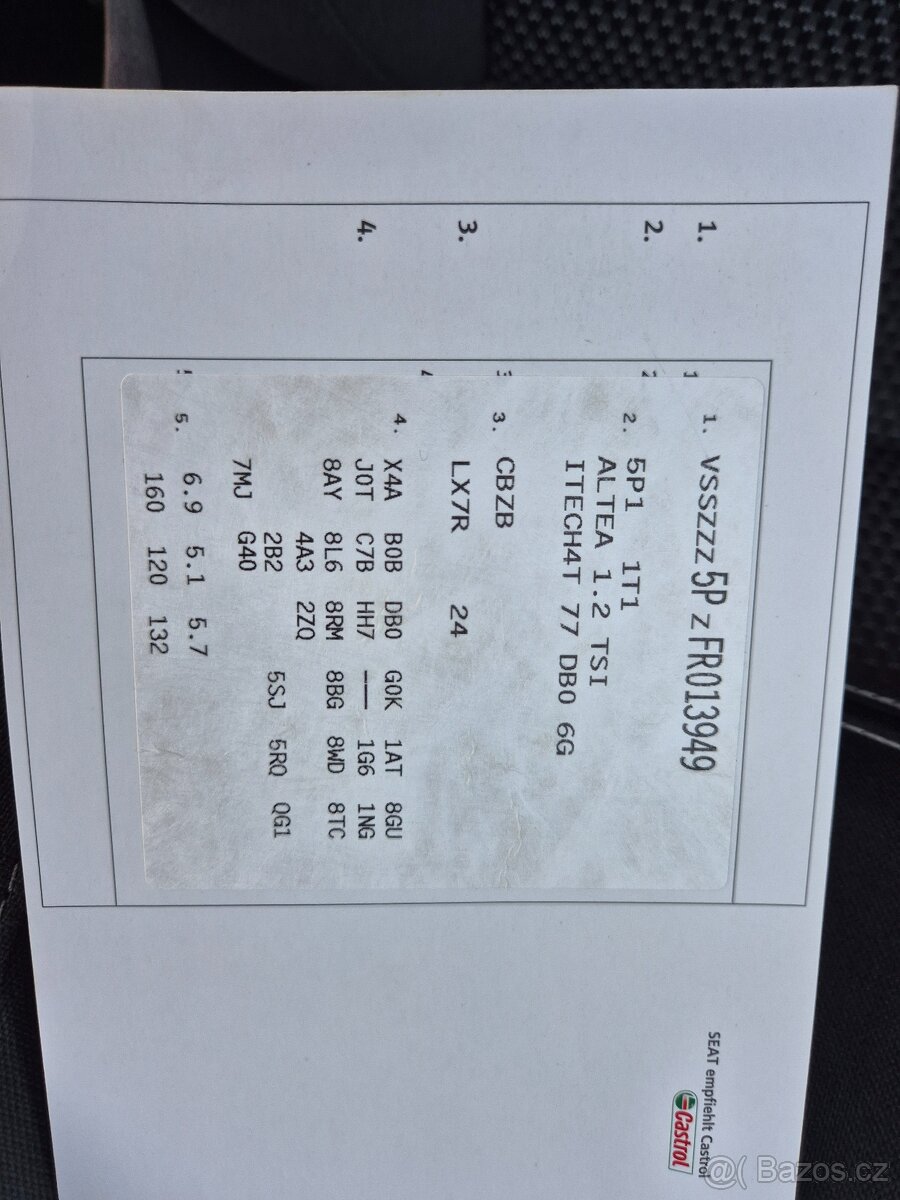 1.
2.
3.
4.
1. VSSZZZ5PZFR013949
2. 5P1 1T1
ALTEA 1.2 TSI
ITECH4T 77 DB0 6G
3. CBZB
LX7R 24
4. X4A B0B DB0 G0K 1AT 8GU
J0T C7B HH7 -- 1G6 1NG
8AY 8L6 8RM 8BG 8WD 8TC
4A3 2ZQ
2B2 5SJ 5RQ QG1
7MJ G40
5. 6.9 5.1 5.7
160 120 132
SEAT empfiehlt Castrol
Castrol
Bazos.cz